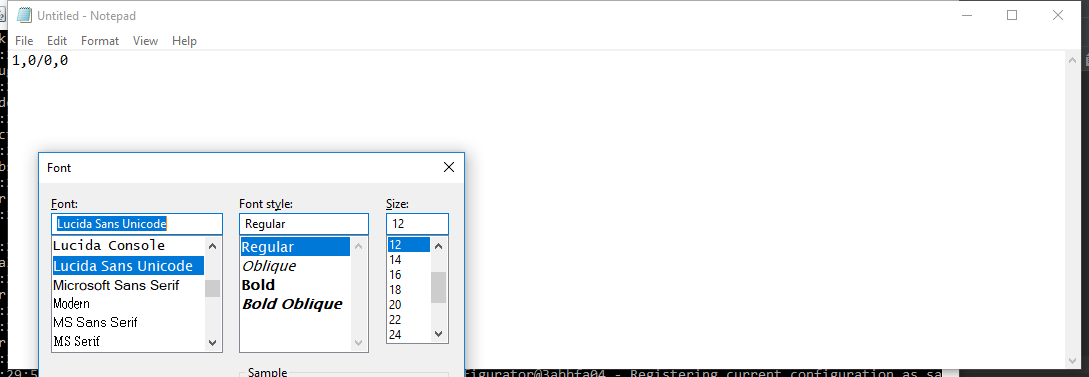 Untitled - Notepad
File Edit Format View Help
1,0/0,0
Font
Font: Font style: Size:
Lucida Sans Unicode Regular 12
Lucida Console Regular 12
Lucida Sans Unicode Oblique 14
Microsoft Sans Serif Bold 16
Modern Bold Oblique 18
MS Sans Serif 20
MS Serif 22
24
Sample
:29:5 figurator@3abbfa04 - Registering current configuration as sa